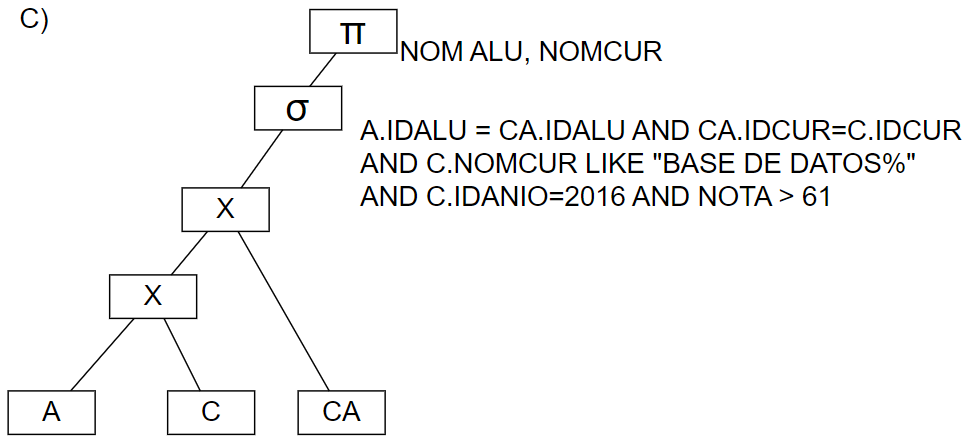 C)
π
NOM ALU, NOMCUR
σ
A.IDALU = CA.IDALU AND CA.IDCUR=C.IDCUR
AND C.NOMCUR LIKE "BASE DE DATOS%"
AND C.IDANIO=2016 AND NOTA > 61
X
X
A
C
CA